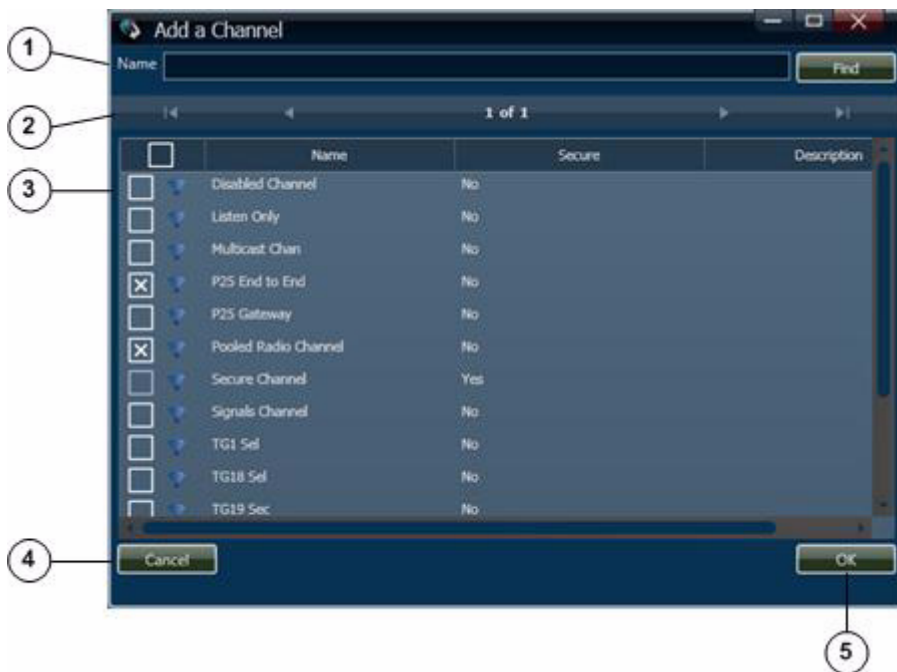 Add a Channel
1
Name
Find
2
1 of 1
Name Secure Description
3
Disabled Channel No
Listen Only No
Multicast Chan No
P25 End to End No
P25 Gateway No
Pooled Radio Channel No
Secure Channel Yes
Signals Channel No
TG1 Sel No
TG18 Sel No
TG19 Sec No
4
Cancel OK
5